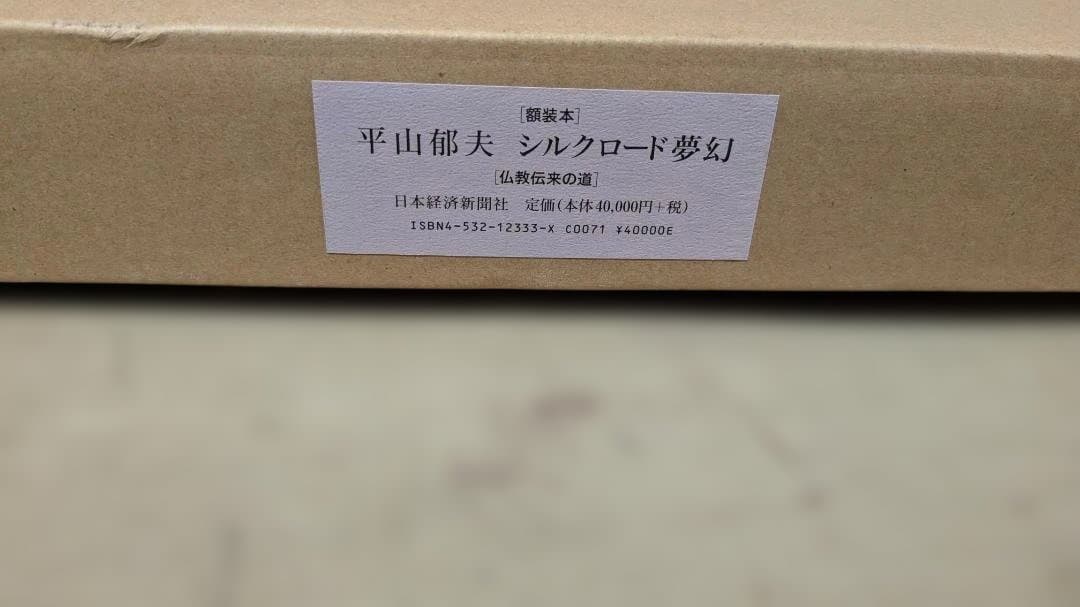 [額装本]
平山郁夫 シルクロード夢幻
[仏教伝来の道]
日本経済新聞社 定価(本体40,000円+税)
ISBN4-532-12333-X C0071 ¥40000E